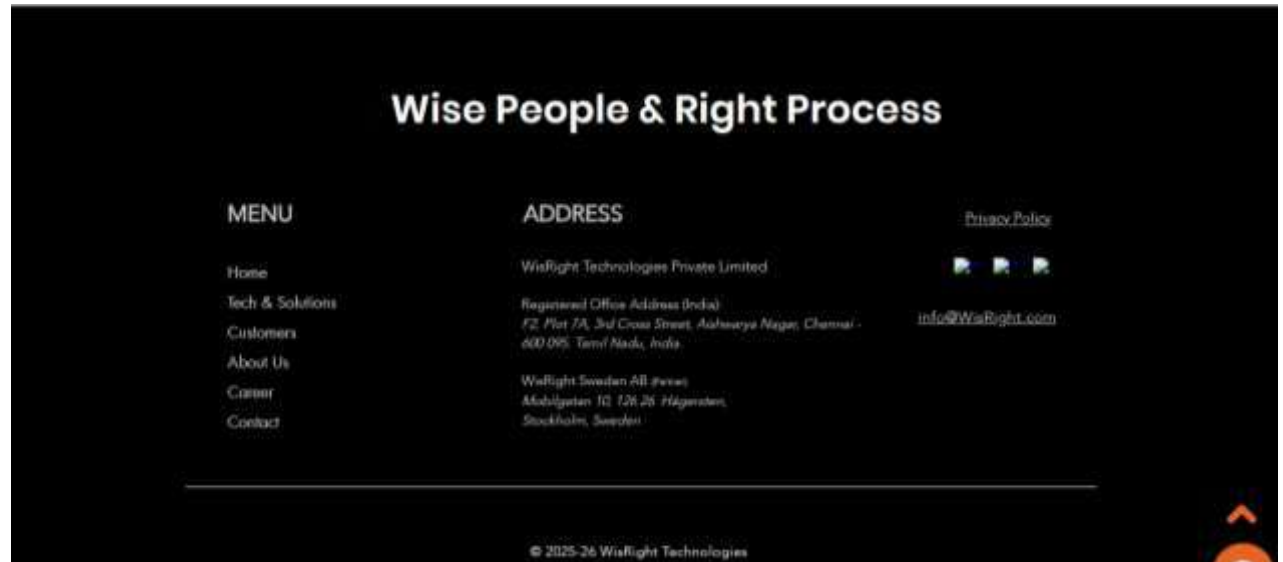 Wise People & Right Process
MENU
Home
Tech & Solutions
Customers
About Us
Career
Contact
ADDRESS
WisRight Technologies Private Limited
Registered Office Address (India)
F2, Plot 7A, 3rd Cross Street, Aishwarya Nagar, Chennai -
600 095. Tamil Nadu, India.
WisRight Sweden AB
Mobilgatan 10, 126 26 Hägersten,
Stockholm, Sweden
Privacy Policy
info@WisRight.com
© 2025-26 WisRight Technologies